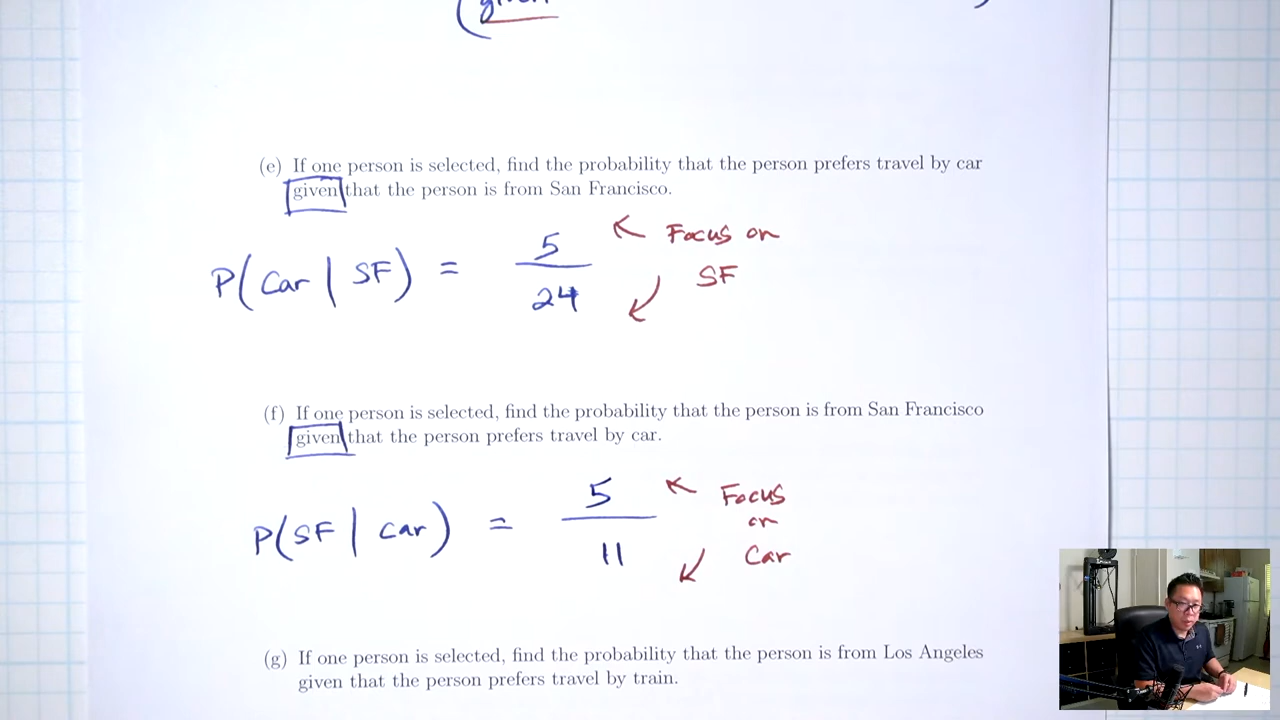 (given
(e) If one person is selected, find the probability that the person prefers travel by car
given that the person is from San Francisco.
P(Car | SF) = 5/24
Focus on
SF
(f) If one person is selected, find the probability that the person is from San Francisco
given that the person prefers travel by car.
P(SF | Car) = 5/11
Focus
on
Car
(g) If one person is selected, find the probability that the person is from Los Angeles
given that the person prefers travel by train.